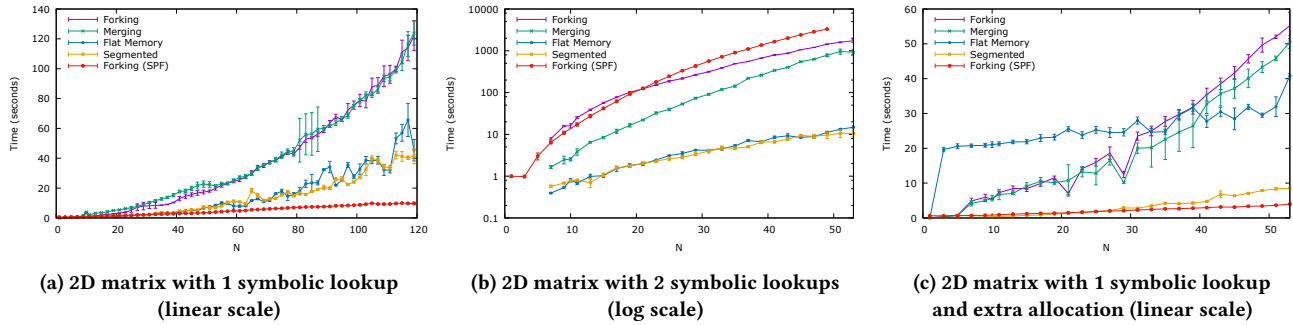 140
120
100
80
60
40
20
0
Time (seconds)
Forking
Merging
Flat Memory
Segmented
Forking (SPF)
0 20 40 60 80 100 120
N
(a) 2D matrix with 1 symbolic lookup
(linear scale)
10000
1000
100
10
1
0.1
Time (seconds)
Forking
Merging
Flat Memory
Segmented
Forking (SPF)
0 10 20 30 40 50
N
(b) 2D matrix with 2 symbolic lookups
(log scale)
60
50
40
30
20
10
0
Time (seconds)
Forking
Merging
Flat Memory
Segmented
Forking (SPF)
0 10 20 30 40 50
N
(c) 2D matrix with 1 symbolic lookup
and extra allocation (linear scale)